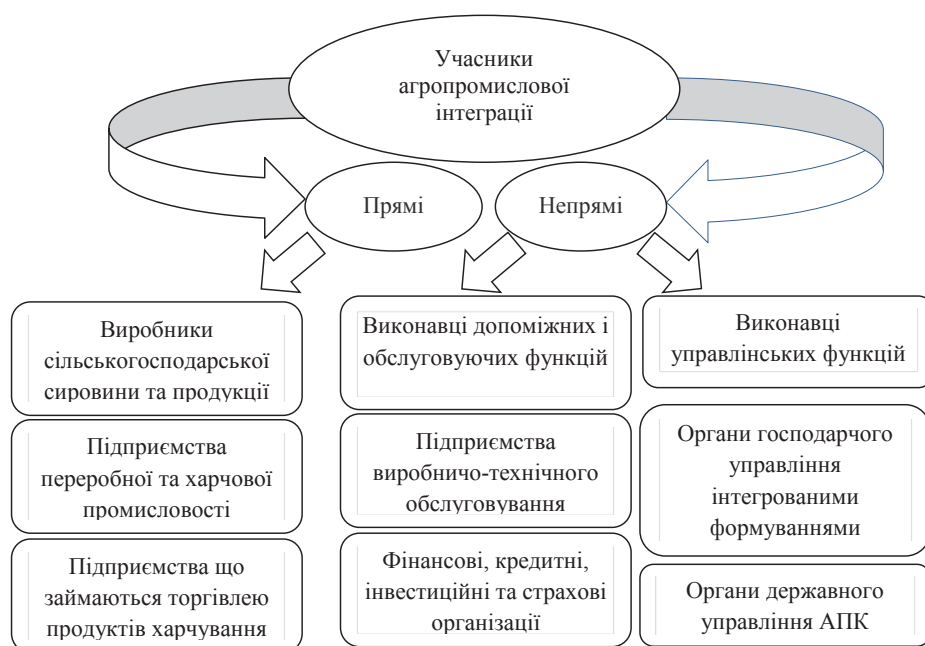 Учасники
агропромислової
інтеграції
Прямі
Непрямі
Виробники
сільськогосподарської
сировини та продукції
Підприємства
переробної та харчової
промисловості
Підприємства що
займаються торгівлею
продуктів харчування
Виконавці допоміжних і
обслуговуючих функцій
Підприємства
виробничо-технічного
обслуговування
Фінансові, кредитні,
інвестиційні та страхові
організації
Виконавці
управлінських функцій
Органи господарчого
управління
інтегрованими
формуваннями
Органи державного
управління АПК